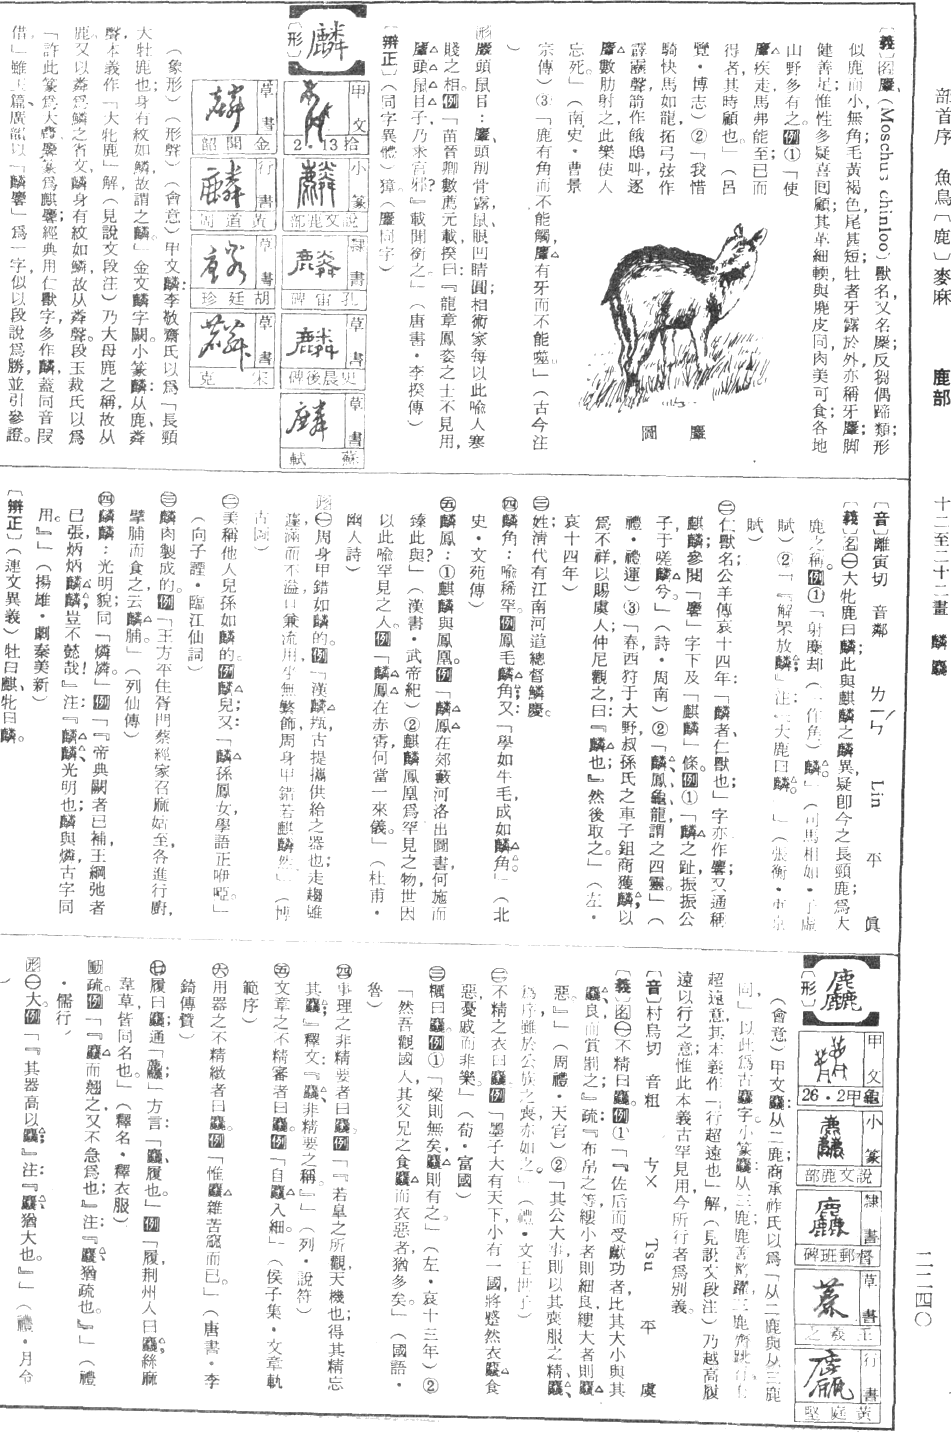 部首序　魚鳥〔鹿〕麥麻　鹿部　十二至二十二畫　麟 麤　二二四〇
〔義〕名麞(Moschus chinloo)獸名又名麋反芻偶蹄類形
似鹿而小無角毛黃褐色尾甚短牡者牙露於外亦稱牙麞腳
健善走惟性多疑喜回顧其革細輭與麂皮同肉美可食各地
山野多有之例①「使
麞疾走馬弗能至已而
得者其時顧也」（呂
覽·博志）②「我惜
騎快馬如龍拓弓弦作
霹靂聲箭作餓鴟叫逐
麞數肋射之此樂使人
忘死」（南史·曹景
宗傳）③「鹿有角而不能觸麞有牙而不能噬」（古今注
）
麞圖
形麞頭鼠目：麞頭削骨露鼠眼凹睛圓相術家每以此喻人寒
賤之相例「苗晉卿數薦元載揆曰：『龍章鳳姿之士不見用，
麞頭鼠目子乃求官邪？』載聞銜之」（唐書·李揆傳）
〔辨正〕（同字異體）獐（麞同字）
麟
〔形〕
甲文　拾13·2
小篆　說文鹿部
隸書　孔宙碑
史晨後碑
草書　蘇軾
草書　金開韶
行書　黃道周
草書　胡廷珍
草書　宋克
（象形）（形聲）（會意）甲文麟：李敬齋氏以爲「長頸
大牡鹿也身有紋如鱗故謂之麟」金文麟字闕。小篆麟：从鹿粦
聲本義作「大牝鹿」解（見說文段注）乃大母鹿之稱故从
鹿；又以粦爲鱗之省文，麟身有紋如鱗故从粦聲。段玉裁氏以爲
「許此篆爲大麚麜篆爲麒麐經典用仁獸字多作麟蓋同音叚
借」雖玉篇廣韻以「麟麐」爲一字似以段說爲勝並引參證。
〔音〕離寅切　音鄰　ㄌㄧㄣˊ　Lin　平　眞
〔義〕名㊀大牝鹿曰麟此與麒麟之麟異疑卽今之長頸鹿爲大
鹿之稱例①「射麋却（一作角）麟」（司馬相如·子虛
賦）②「『解罘放麟』注『大鹿曰麟』」（張衡·西京
賦）
㊁仁獸名公羊傳哀十四年：「麟者仁獸也」字亦作麐又通稱
麒麟參閱「麐」字下及「麒麟」條。例①「麟之趾振振公
子于嗟麟兮」（詩·周南）②「麟鳳龜龍謂之四靈」（
禮·禮運）③「春西狩于大野叔孫氏之車子鉏商獲麟以
爲不祥以賜虞人仲尼觀之曰：『麟也』然後取之」（左·
哀十四年）
㊂姓清代有江南河道總督麟慶。
㊃麟角：喻稀罕。例鳳毛麟角；又「學如牛毛成如麟角」（北
史·文苑傳）
㊄麟鳳：①麒麟與鳳凰。例「麟鳳在郊藪河洛出圖書何施而
臻此與？」（漢書·武帝紀）②麒麟鳳凰爲罕見之物世因
以此喻罕見之人。例「麟鳳在赤霄何當一來儀。」（杜甫·
幽人詩）
形㊀周身甲錯如麟的。例「漢麟瓶古提攜供給之器也；走趨雖
遽滿而不溢口兼流用生無繁飾周身甲錯若麒麟然」（博
古圖）
㊁美稱他人兒孫如麟的。例麟兒；又「麟孫鳳女學語正咿啞。」
（向子諲·臨江仙詞）
㊂麟肉製成的。例「王方平住胥門蔡經家召麻姑至各進行廚，
擘脯而食之云麟脯」（列仙傳）
㊃麟麟：光明貌；同「燐燐」例「『帝典闕者已補王綱弛者
已張，炳炳麟麟豈不懿哉！』注：『麟麟光明也麟與燐古字同
用。』」（揚雄·劇秦美新）
〔辨正〕（連文異義）牡曰麒牝曰麟。
麤
〔形〕
甲文　龜甲2·26
小篆　說文鹿部
隸書　督郵班碑
草書　王羲之
行書　黃庭堅
（會意）甲文麤：从二鹿商承祚氏以爲「从二鹿與从三鹿
同」以此爲古麤字。小篆麤：从三鹿鹿善驚躍三鹿齊跳行有
超遠意其本義作「行超遠也」解（見說文段注）乃越高履
遠以行之意惟此本義古罕見用今所行者爲別義。
〔音〕村烏切　音粗　ㄘㄨ　Tsu　平　虞
〔義〕名㊀不精曰麤。例①「『佐后而受獻功者比其大小與其
麤良而賞罰之』疏『布帛之等縷小者則細良縷大者則麤
惡』」（周禮·天官）②「其公大事則以其喪服之精麤
爲序雖於公族之喪亦如之」（禮·文王世子）
㊁不精之衣曰麤例「墨子大有天下小有一國將蹙然衣麤食
惡憂戚而非樂」（荀·富國）
㊂糲曰麤。例①「粱則無矣麤則有之」（左·哀十三年）②
「然吾觀國人其父兄之食麤而衣惡者猶多矣」（國語·
魯）
㊃事理之非精要者曰麤。例「『若皐之所觀天機也得其精忘
其麤』釋文：『麤非精要之稱』」（列·說符）
㊄文章之不精審者曰麤。例「自麤入細」（侯子集·文章軌
範序）
㊅用器之不精緻者曰麤。例「惟麤雜苦窳而已。」（唐書·李
錡傳贊）
㊆履曰麤通「𪋻」方言：「麤履也。」例「履，荆州人曰麤絲麻
韋草皆同名也」（釋名·釋衣服）
動疏例「『麤而翹之又不急爲也』注：『麤猶疏也。』」（禮
·儒行）
形㊀大。例「『其器高以麤』注『麤猶大也。』」（禮·月令
）